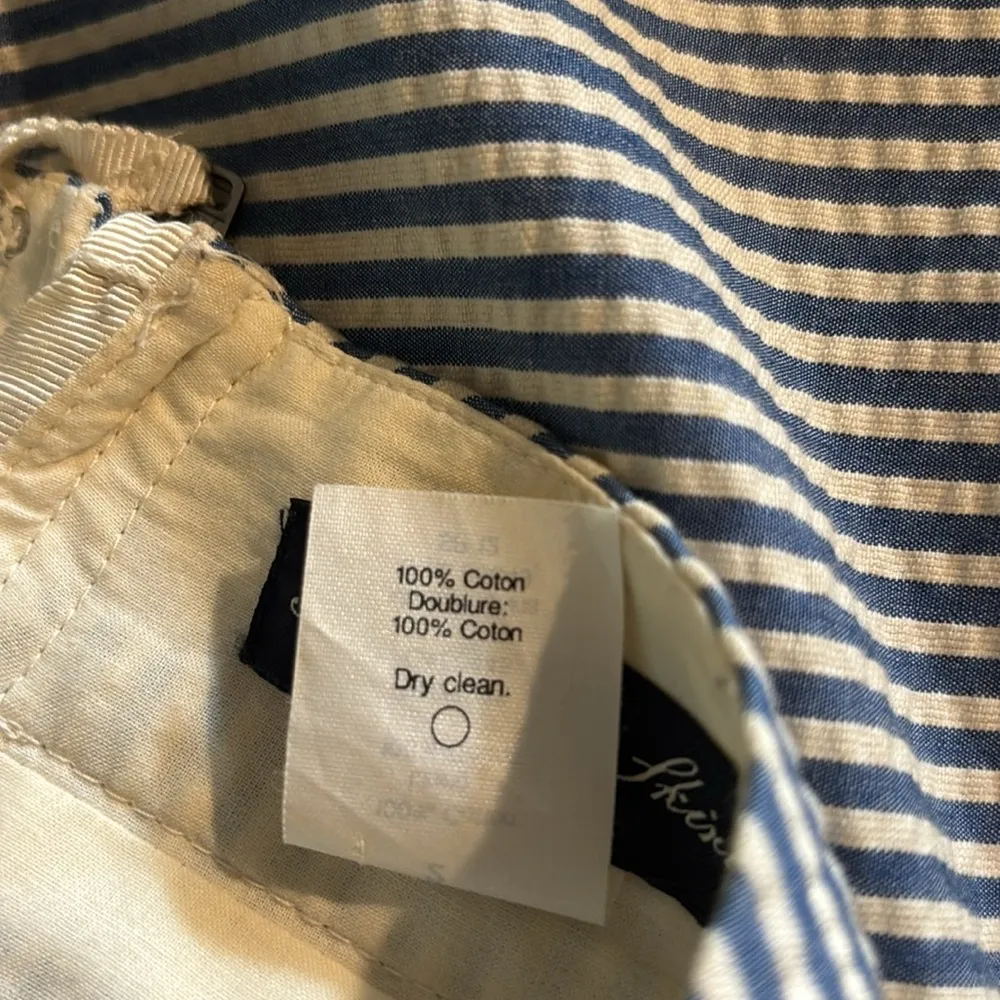 100% Coton
Doublure:
100% Coton
Dry clean.